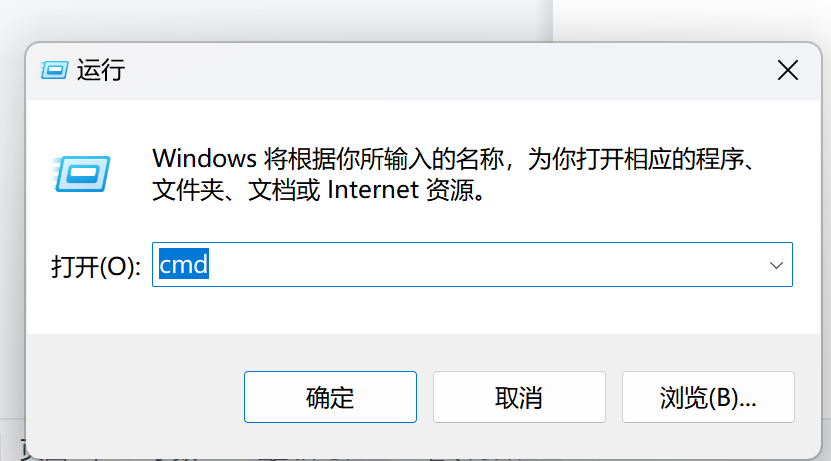 运行
Windows 将根据你所输入的名称，为你打开相应的程序、
文件夹、文档或 Internet 资源。
打开(O): cmd
确定 取消 浏览(B)...